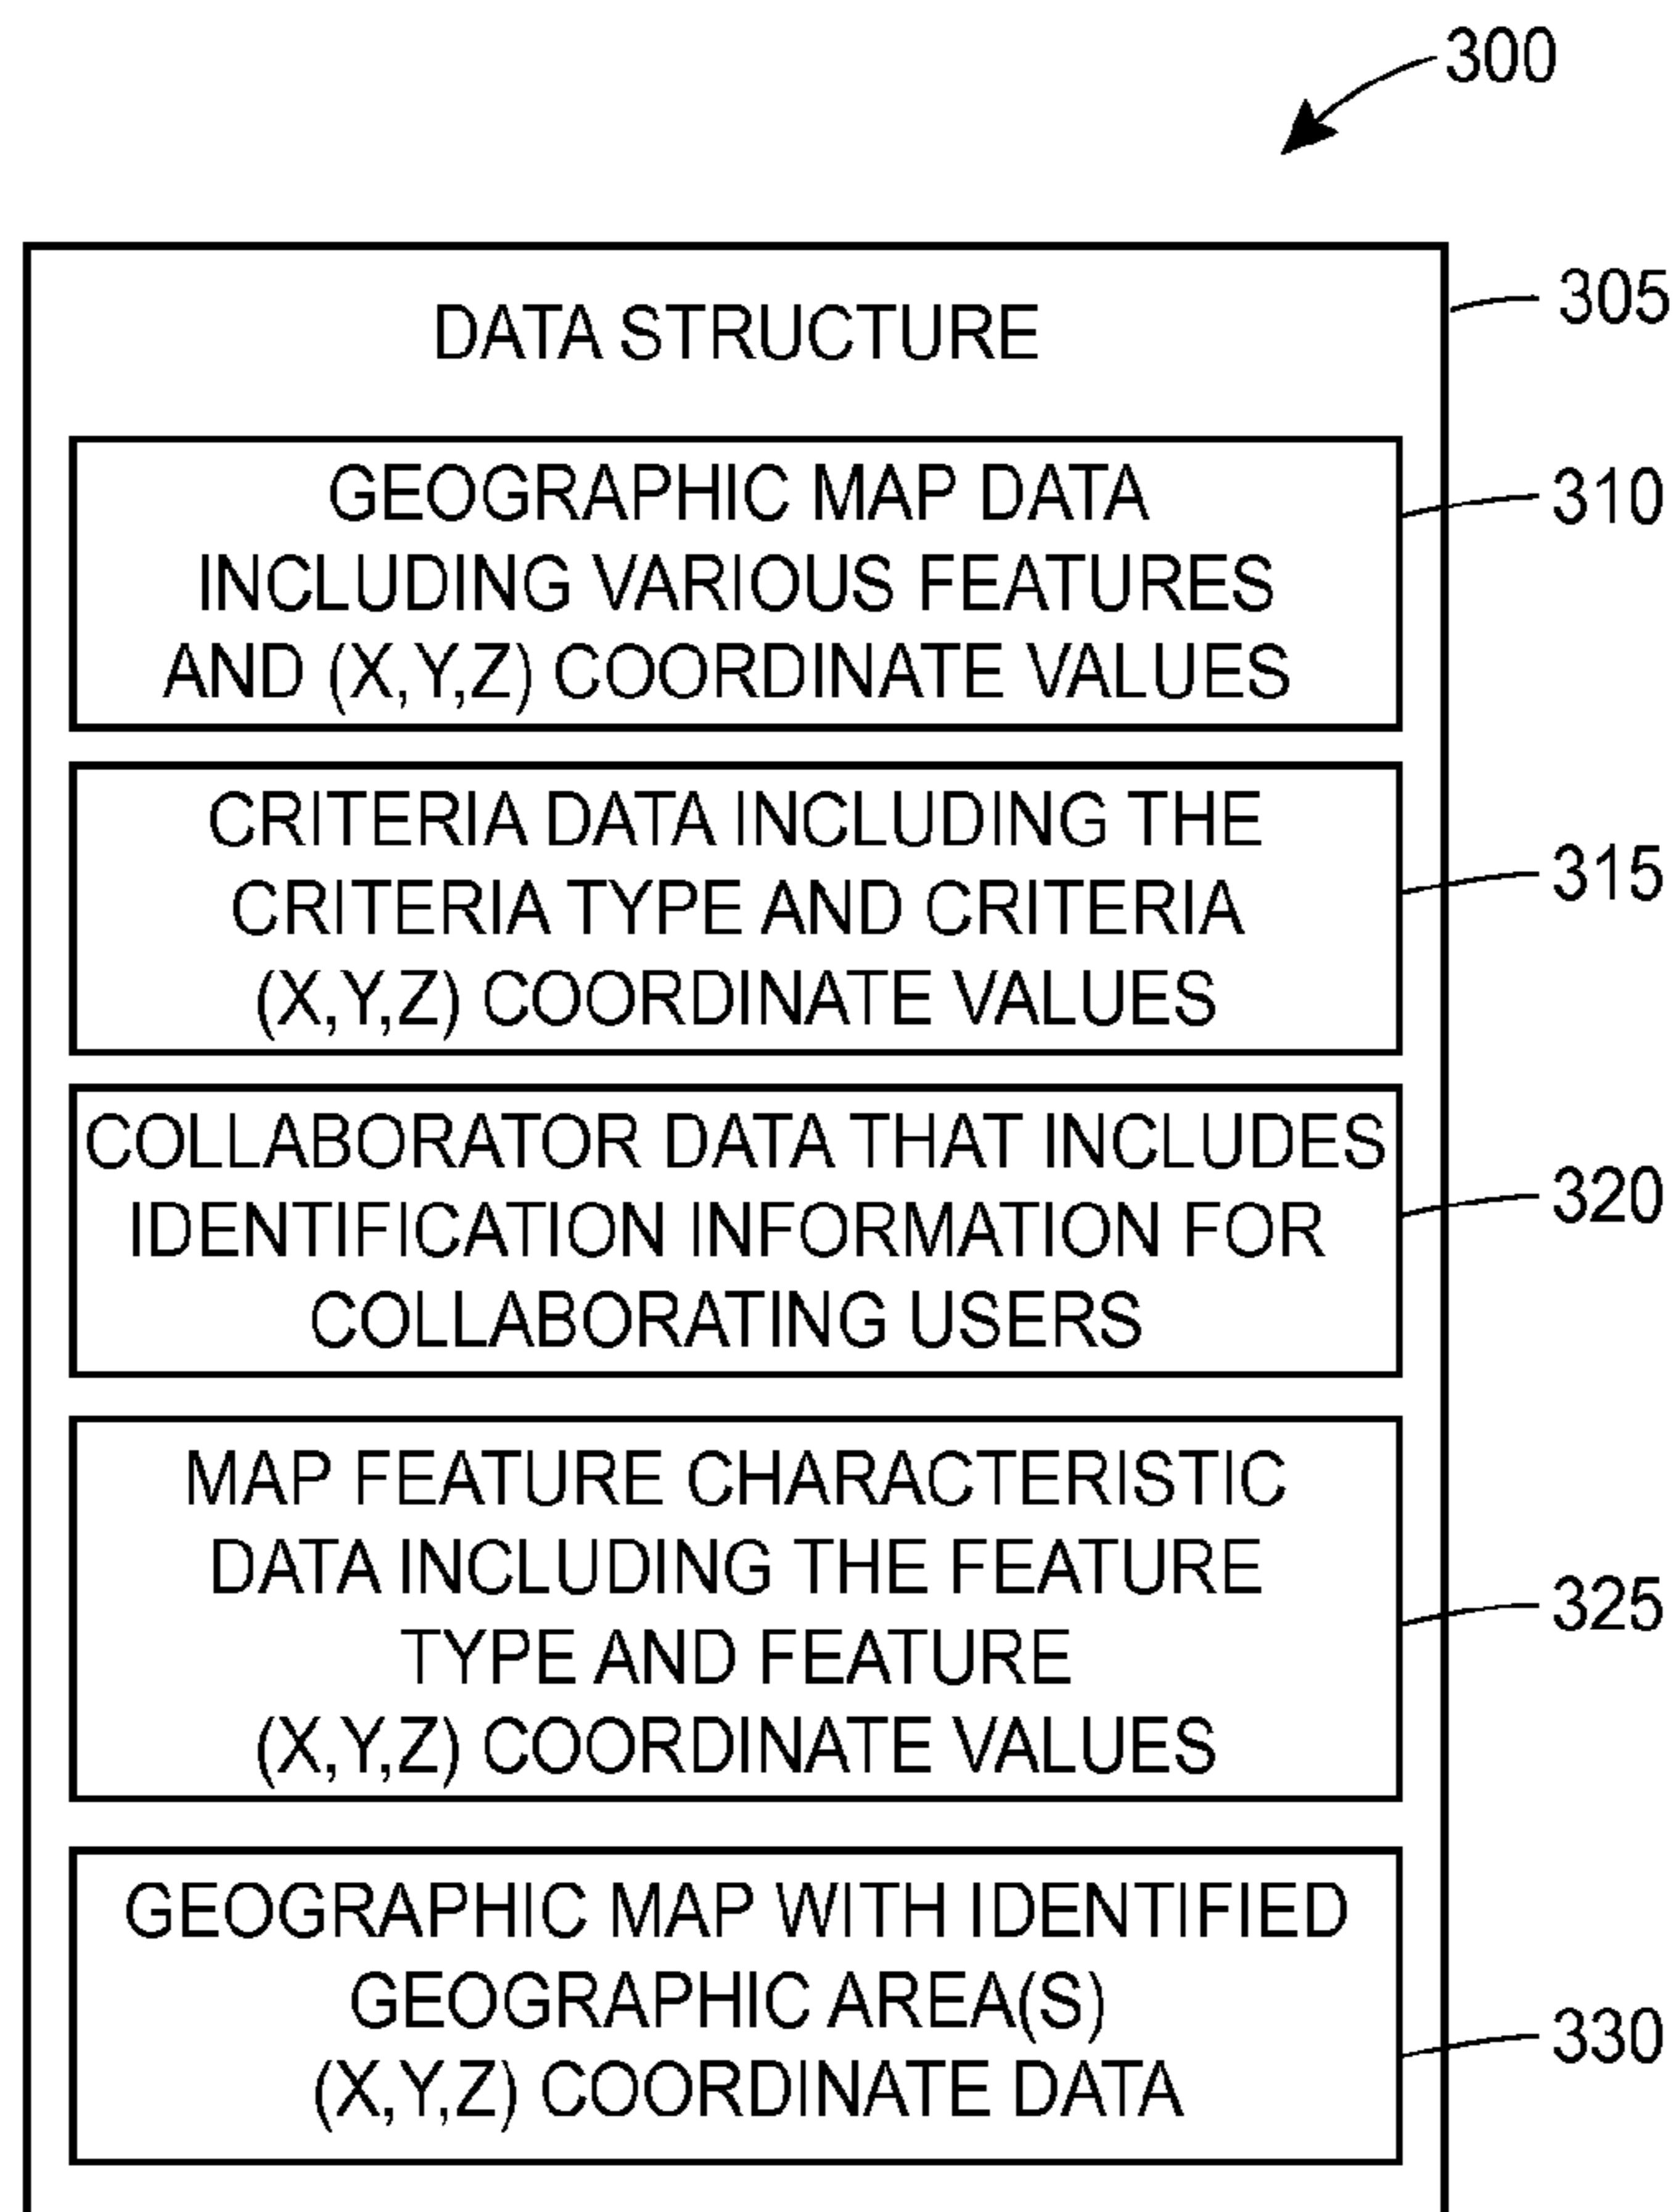 300
DATA STRUCTURE
305
GEOGRAPHIC MAP DATA
INCLUDING VARIOUS FEATURES
AND (X,Y,Z) COORDINATE VALUES
310
CRITERIA DATA INCLUDING THE
CRITERIA TYPE AND CRITERIA
(X,Y,Z) COORDINATE VALUES
315
COLLABORATOR DATA THAT INCLUDES
IDENTIFICATION INFORMATION FOR
COLLABORATING USERS
320
MAP FEATURE CHARACTERISTIC
DATA INCLUDING THE FEATURE
TYPE AND FEATURE
(X,Y,Z) COORDINATE VALUES
325
GEOGRAPHIC MAP WITH IDENTIFIED
GEOGRAPHIC AREA(S)
(X,Y,Z) COORDINATE DATA
330